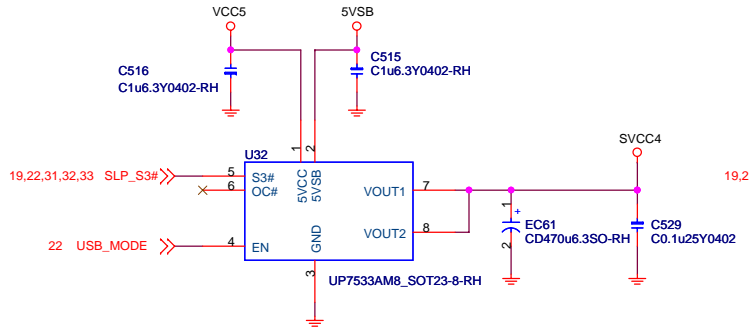 VCC5
5VSB
C516
C1u6.3Y0402-RH
C515
C1u6.3Y0402-RH
U32
1
2
SVCC4
19,22,31,32,33 SLP_S3#
5
S3#
6
OC#
5VCC
5VSB
VOUT1
7
19,2
VOUT2
8
1
+
EC61
CD470u6.3SO-RH
2
C529
C0.1u25Y0402
22 USB_MODE
4
EN
GND
3
UP7533AM8_SOT23-8-RH